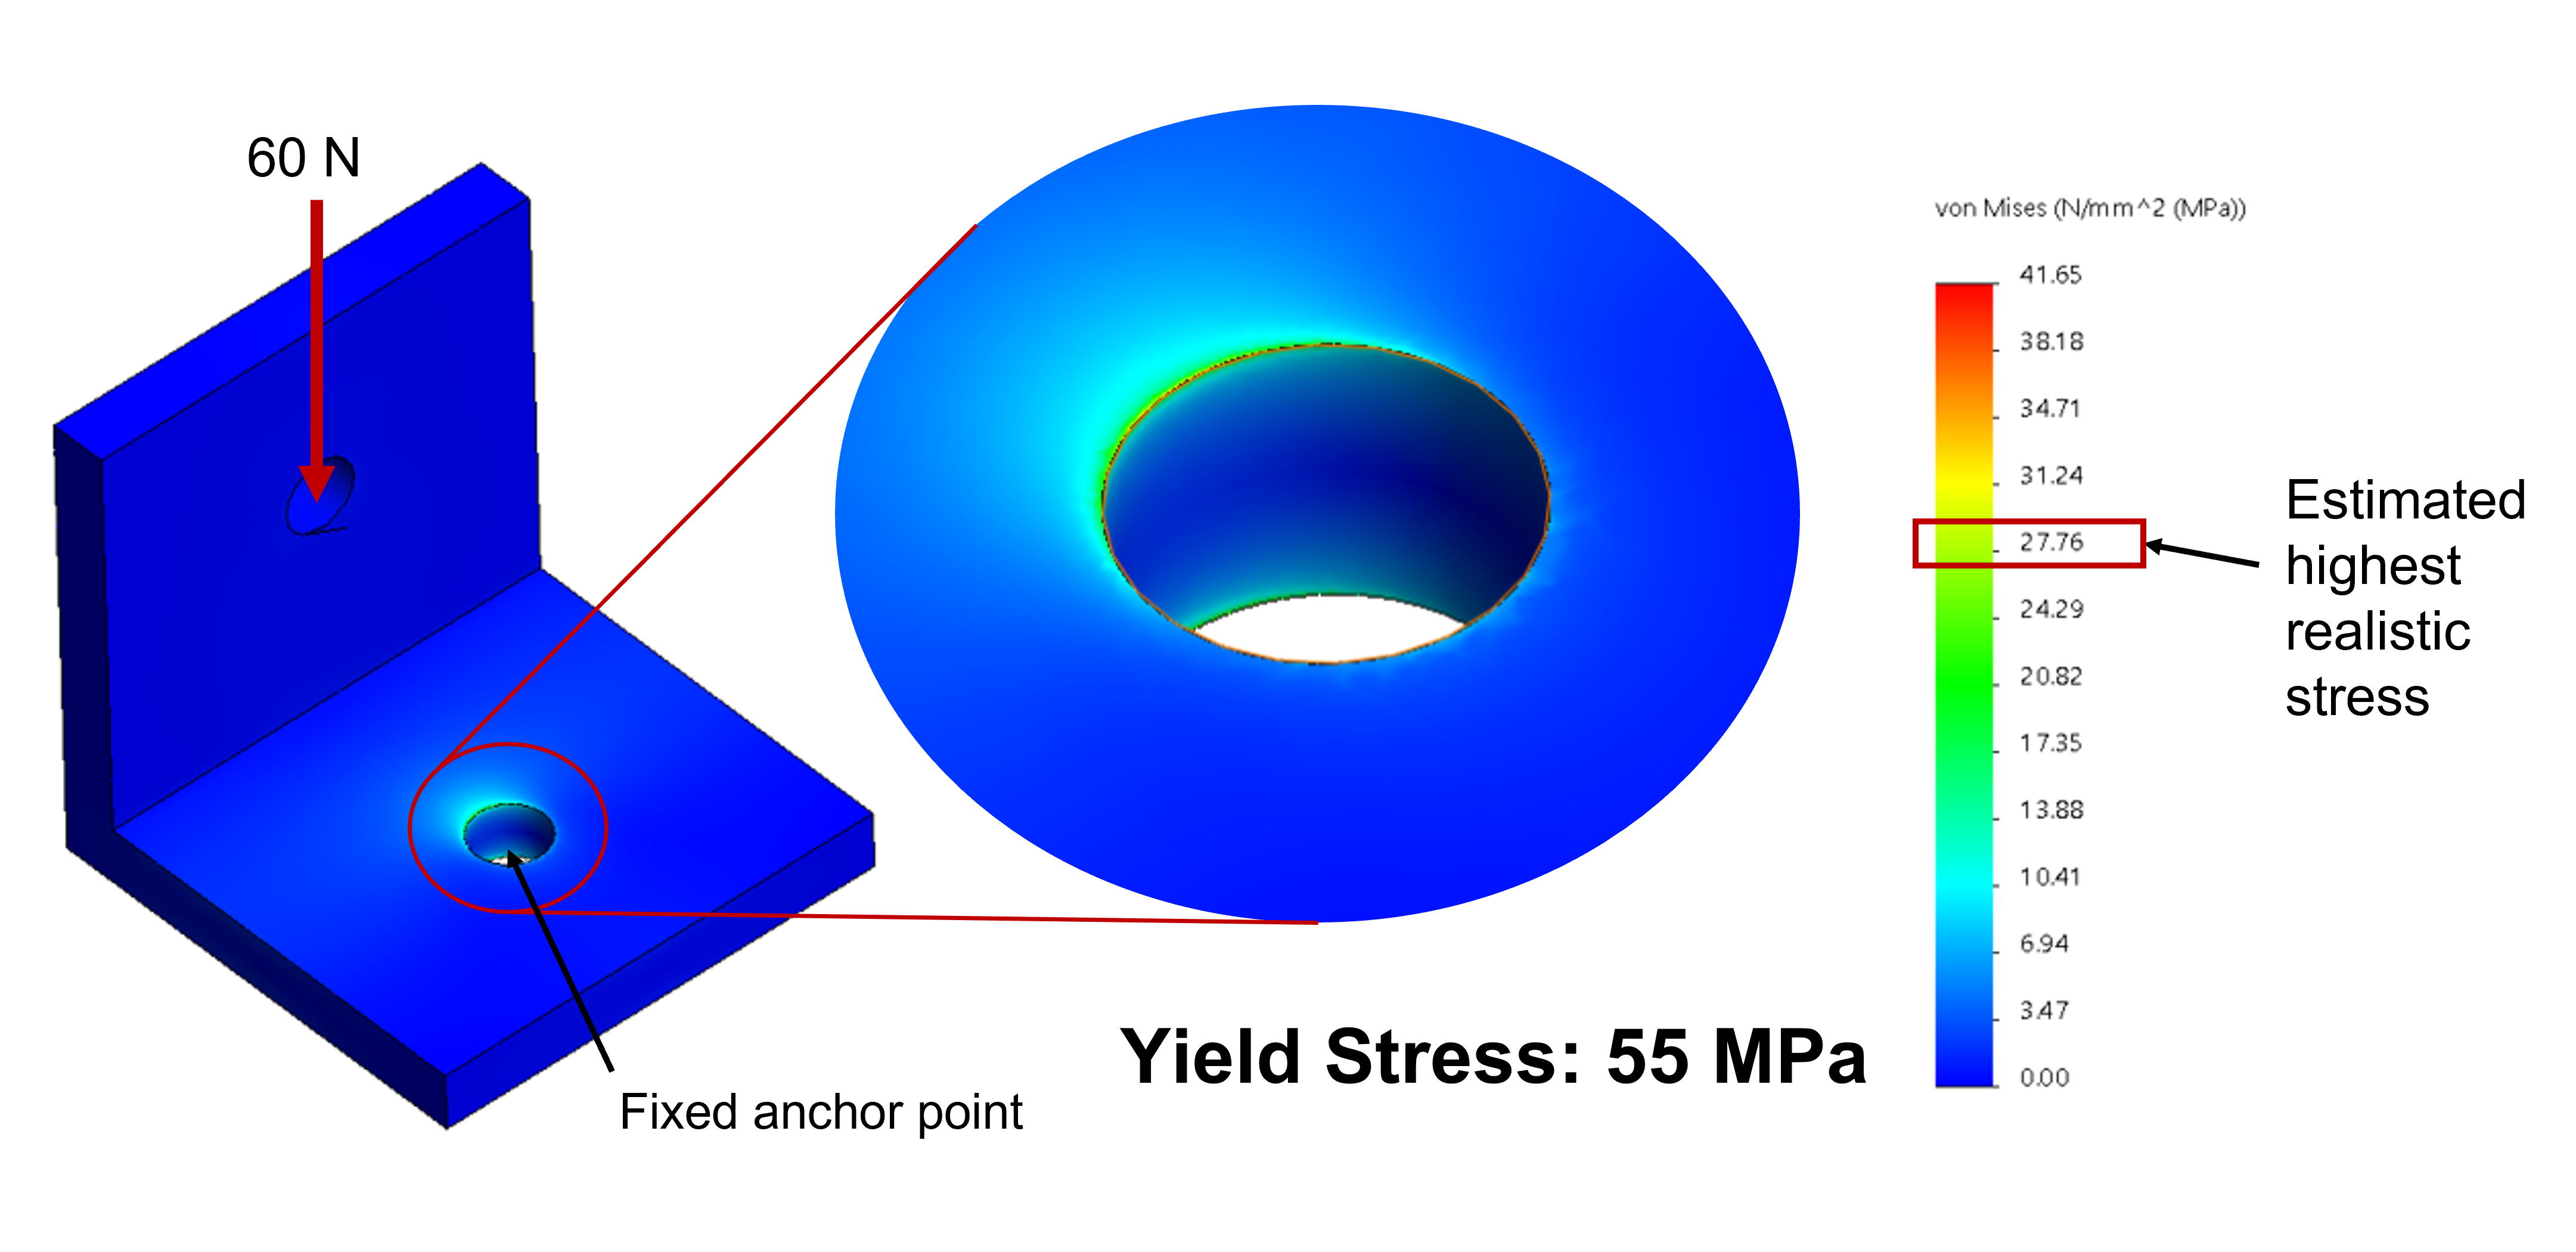 60 N
von Mises (N/mm^2 (MPa))
41.65
38.18
34.71
31.24
27.76
24.29
20.82
17.35
13.88
10.41
6.94
3.47
0.00
Estimated
highest
realistic
stress
Yield Stress: 55 MPa
Fixed anchor point